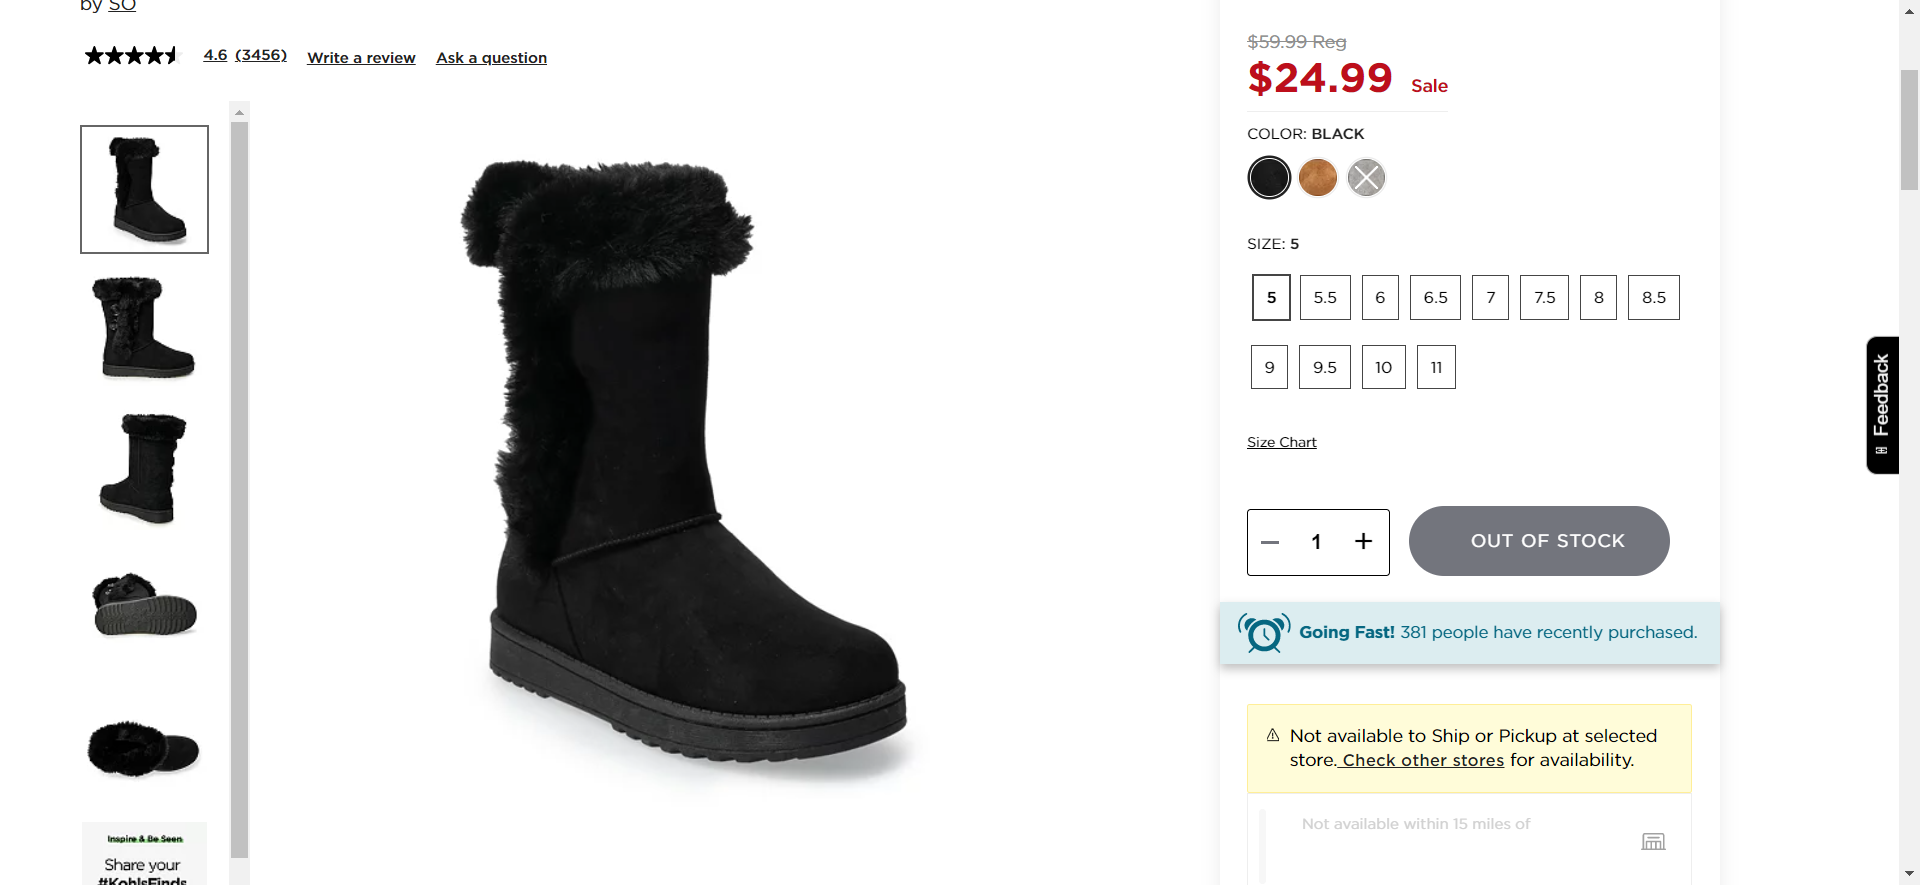 by SO
4.6 (3456) Write a review Ask a question
$59.99 Reg
$24.99 Sale
COLOR: BLACK
SIZE: 5
5 5.5 6 6.5 7 7.5 8 8.5
9 9.5 10 11
Size Chart
1 OUT OF STOCK
Going Fast! 381 people have recently purchased.
Not available to Ship or Pickup at selected
store. Check other stores for availability.
Not available within 15 miles of
Feedback
Inspire & Be Seen
Share your
#KohlsFinds